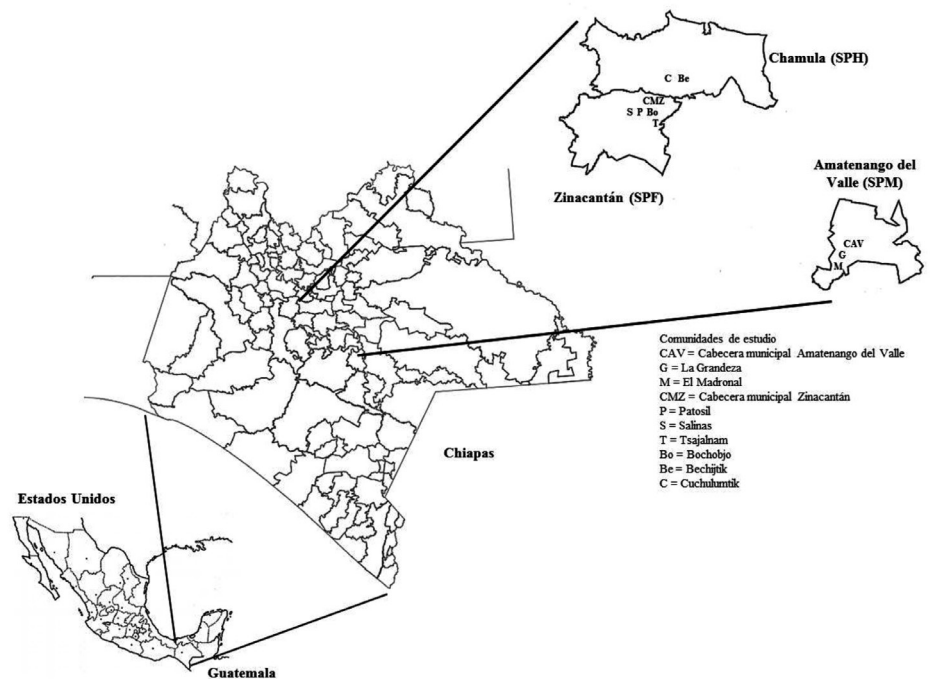 Chamula (SPH)
C Be
CMZ
S P Bo
T
Zinacantán (SPF)
Amatenango del
Valle (SPM)
CAV
G
M
Comunidades de estudio
CAV = Cabecera municipal Amatenango del Valle
G = La Grandeza
M = El Madronal
CMZ = Cabecera municipal Zinacantán
P = Patosil
S = Salinas
T = Tsajalnam
Bo = Bochobjo
Be = Bechijtik
C = Cuchulumtik
Chiapas
Estados Unidos
Guatemala